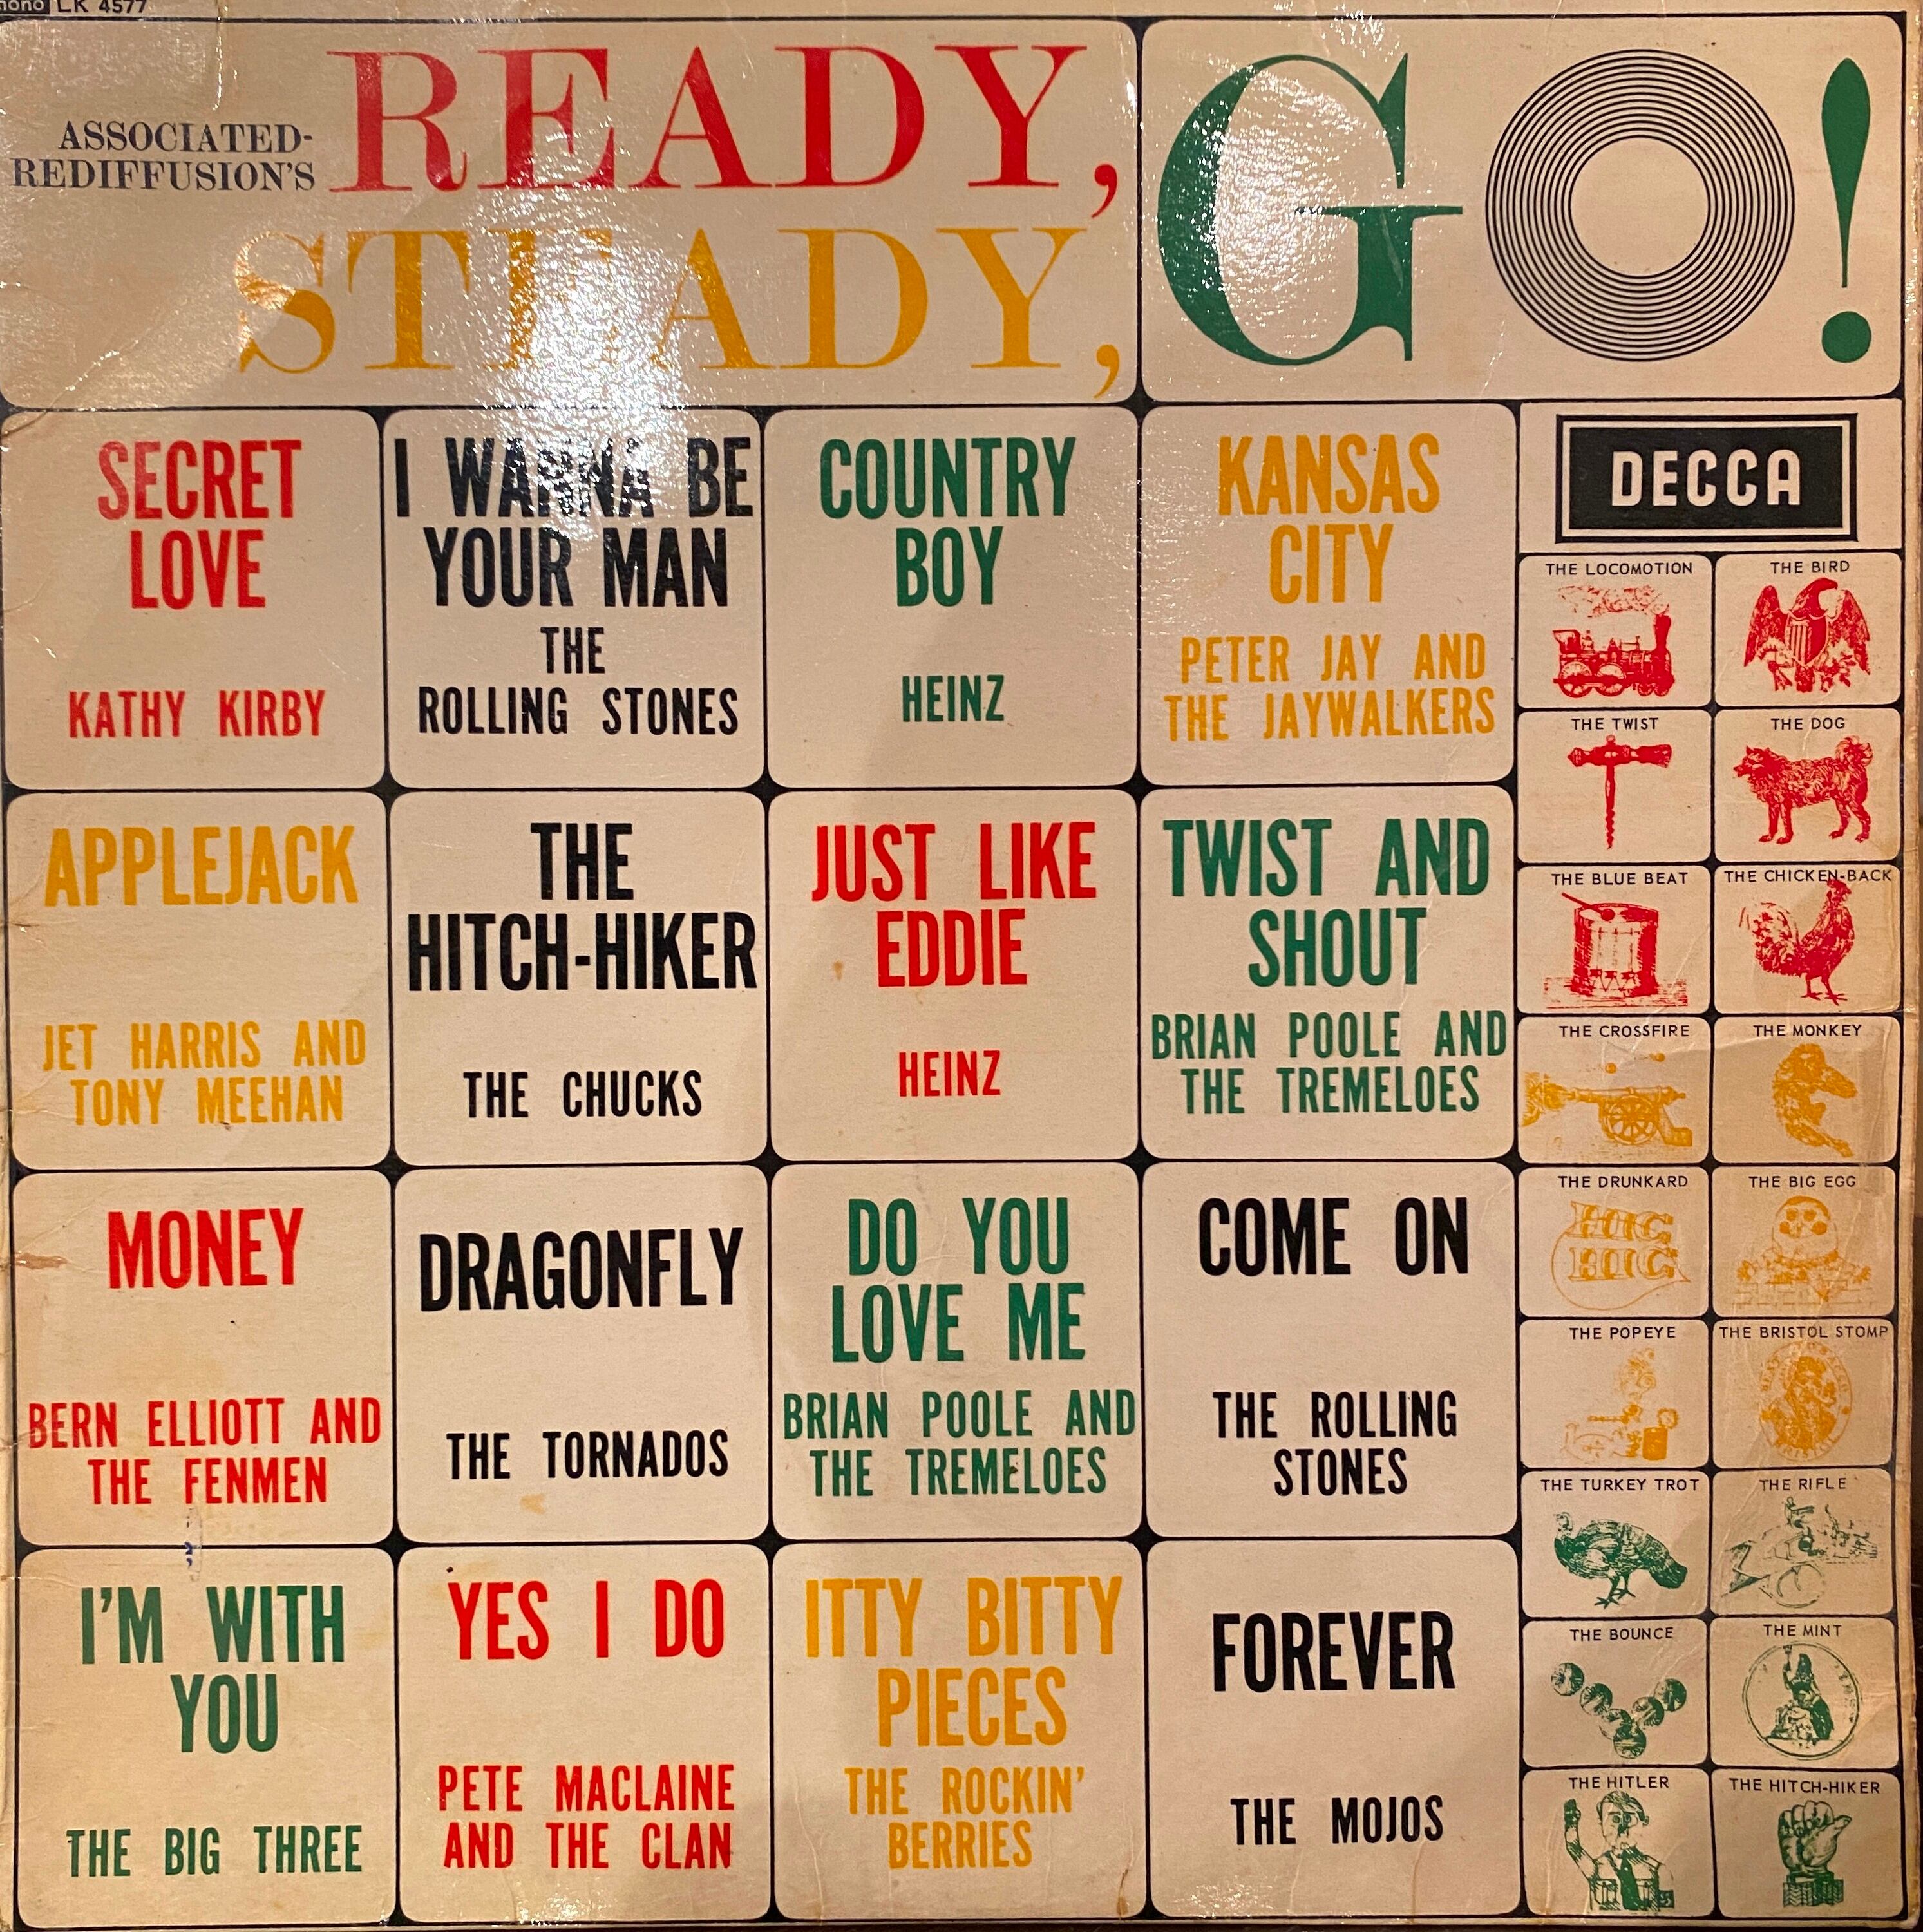 mono LK 4577
ASSOCIATED-
REDIFFUSION'S
READY,
STEADY,
GO!
SECRET
LOVE
KATHY KIRBY
I WANNA BE
YOUR MAN
THE
ROLLING STONES
COUNTRY
BOY
HEINZ
KANSAS
CITY
PETER JAY AND
THE JAYWALKERS
DECCA
APPLEJACK
JET HARRIS AND
TONY MEEHAN
THE
HITCH-HIKER
THE CHUCKS
JUST LIKE
EDDIE
HEINZ
TWIST AND
SHOUT
BRIAN POOLE AND
THE TREMELOES
MONEY
BERN ELLIOTT AND
THE FENMEN
DRAGONFLY
THE TORNADOS
DO YOU
LOVE ME
BRIAN POOLE AND
THE TREMELOES
COME ON
THE ROLLING
STONES
I'M WITH
YOU
THE BIG THREE
YES I DO
PETE MACLAINE
AND THE CLAN
ITTY BITTY
PIECES
THE ROCKIN'
BERRIES
FOREVER
THE MOJOS
THE LOCOMOTION
THE BIRD
THE TWIST
THE DOG
THE BLUE BEAT
THE CHICKEN-BACK
THE CROSSFIRE
THE MONKEY
THE DRUNKARD
HIC
HIC
THE BIG EGG
THE POPEYE
THE BRISTOL STOMP
THE TURKEY TROT
THE RIFLE
THE BOUNCE
THE MINT
THE HITLER
THE HITCH-HIKER